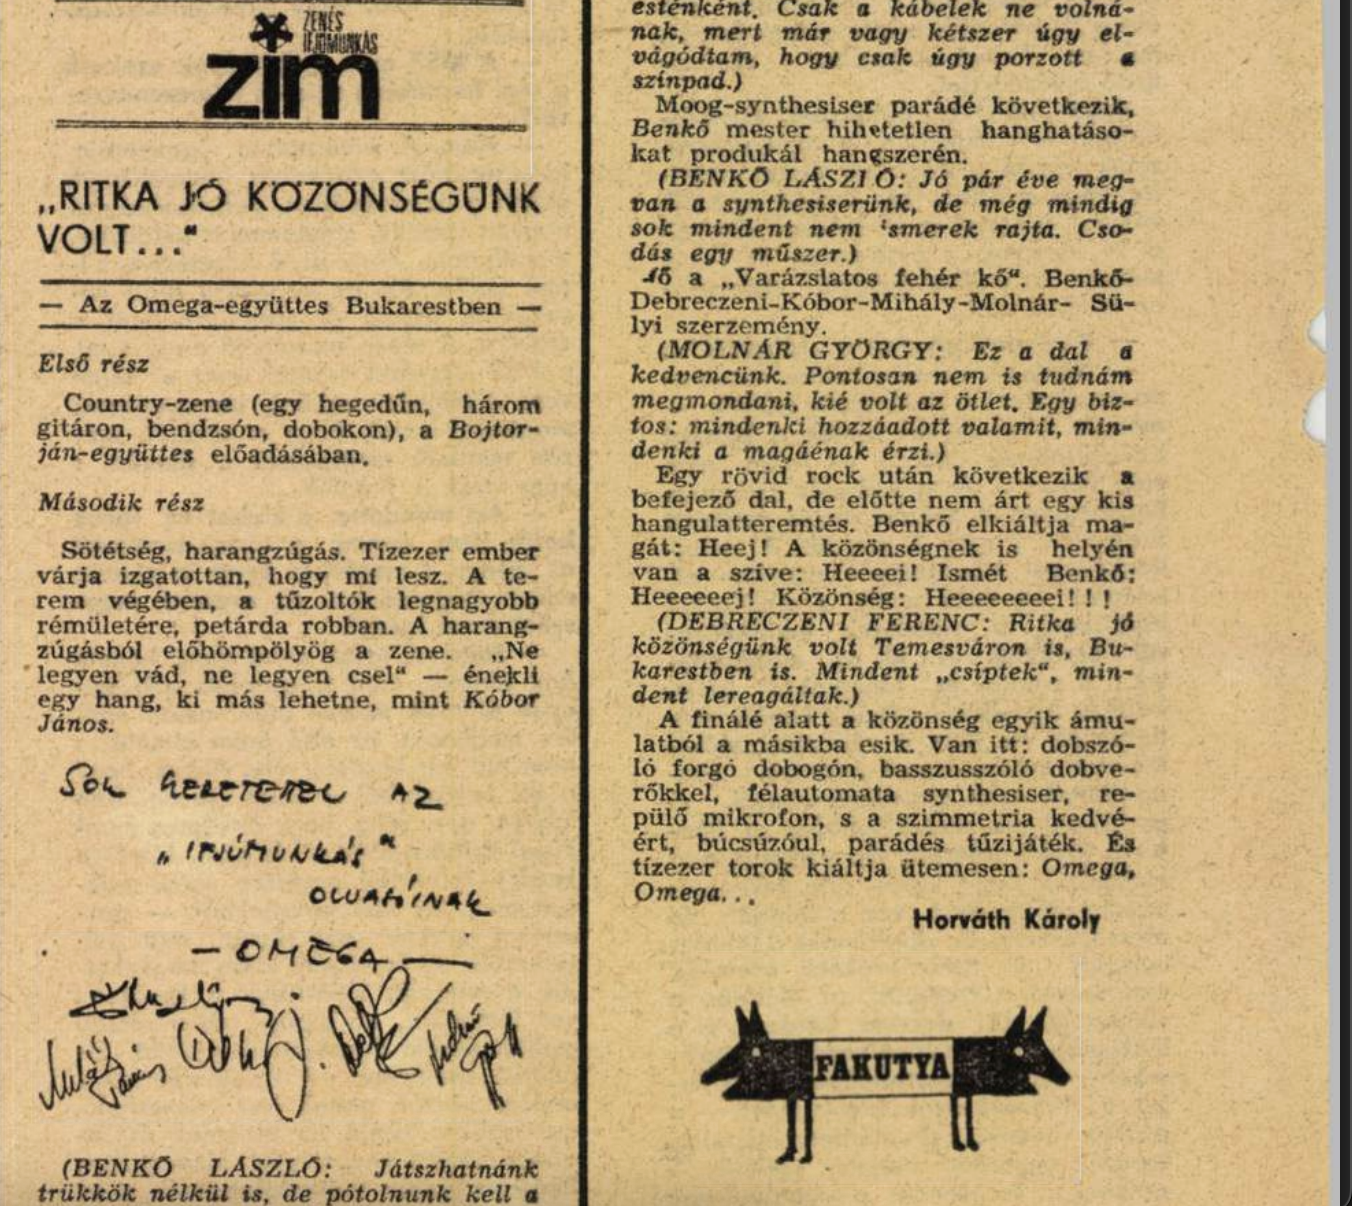 ZENÉS
IFJÚMUNKÁS
zim
„RITKA JÓ KÖZÖNSÉGÜNK
VOLT..."
— Az Omega-együttes Bukarestben —
Első rész
Country-zene (egy hegedűn, három
gitáron, bendzsón, dobokon), a Bojtor-
ján-együttes előadásában.
Második rész
Sötétség, harangzúgás. Tízezer ember
várja izgatottan, hogy mi lesz. A te-
rem végében, a tűzoltók legnagyobb
rémületére, petárda robban. A harang-
zúgásból előhömpölyög a zene. „Ne
legyen vád, ne legyen csel" — énekli
egy hang, ki más lehetne, mint Kóbor
János.
SOK SZERETETTEL AZ
„IFJÚMUNKÁS"
OLVASÓINAK
— OMEGA —
(BENKŐ LÁSZLÓ: Játszhatnánk
trükkök nélkül is, de pótolnunk kell a
esténként. Csak a kábelek ne volná-
nak, mert már vagy kétszer úgy el-
vágódtam, hogy csak úgy porzott a
színpad.)
Moog-synthesiser parádé következik,
Benkő mester hihetetlen hanghatáso-
kat produkál hangszerén.
(BENKŐ LÁSZLÓ: Jó pár éve meg-
van a synthesiserünk, de még mindig
sok mindent nem ismerek rajta. Cso-
dás egy műszer.)
Jő a „Varázslatos fehér kő". Benkő-
Debreczeni-Kóbor-Mihály-Molnár- Sü-
lyi szerzemény.
(MOLNÁR GYÖRGY: Ez a dal a
kedvencünk. Pontosan nem is tudnám
megmondani, kié volt az ötlet. Egy biz-
tos: mindenki hozzáadott valamit, min-
denki a magáénak érzi.)
Egy rövid rock után következik a
befejező dal, de előtte nem árt egy kis
hangulatteremtés. Benkő elkiáltja ma-
gát: Heej! A közönségnek is helyén
van a szíve: Heeeei! Ismét Benkő:
Heeeeeej! Közönség: Heeeeeeeei!!!
(DEBRECZENI FERENC: Ritka jó
közönségünk volt Temesváron is, Bu-
karestben is. Mindent „csíptek", min-
dent lereagáltak.)
A finálé alatt a közönség egyik ámu-
latból a másikba esik. Van itt: dobszó-
ló forgó dobogón, basszusszóló dobve-
rőkkel, félautomata synthesiser, re-
pülő mikrofon, s a szimmetria kedvé-
ért, búcsúzóul, parádés tűzijáték. És
tízezer torok kiáltja ütemesen: Omega,
Omega...
Horváth Károly
FAKUTYA